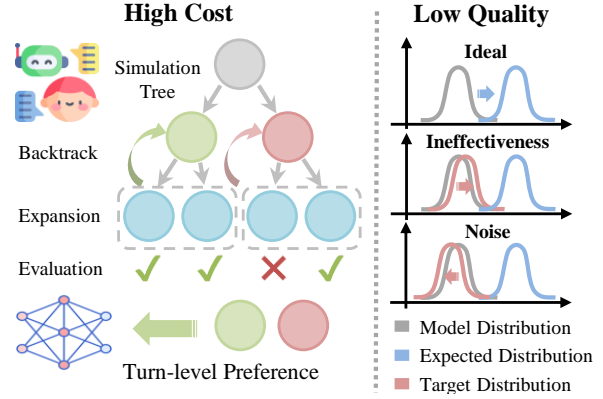 High Cost
Simulation
Tree
Backtrack
Expansion
Evaluation
Turn-level Preference
Low Quality
Ideal
Ineffectiveness
Noise
Model Distribution
Expected Distribution
Target Distribution